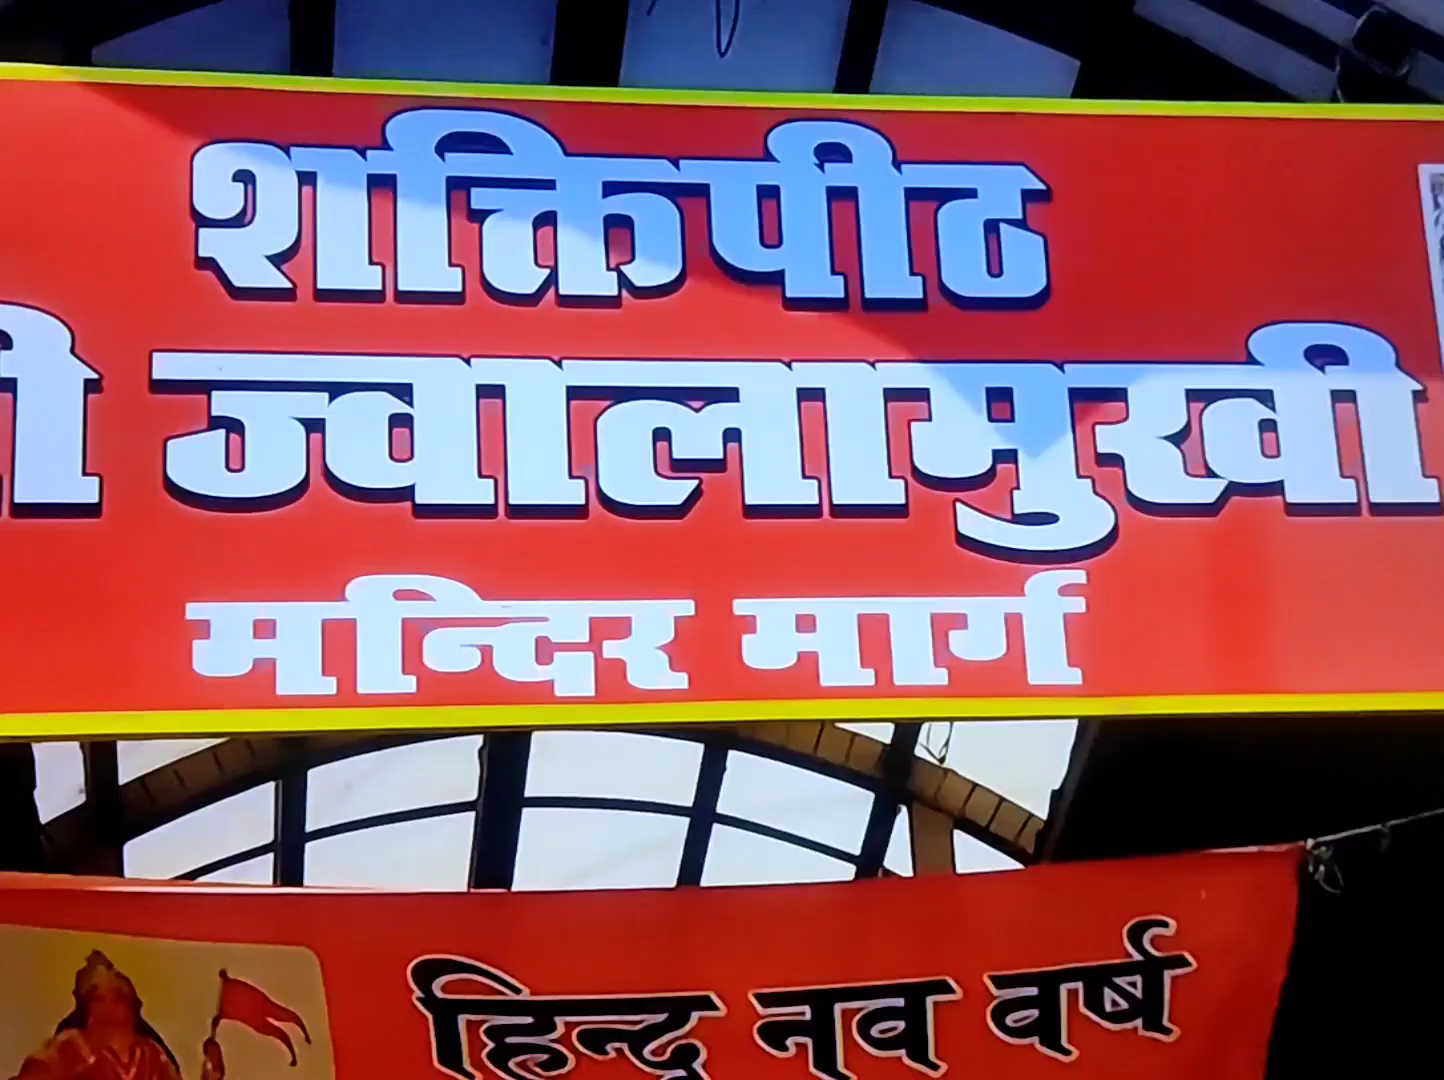 शक्तिपीठ
ज्वालामुखी
मन्दिर मार्ग
हिन्दू नव वर्ष